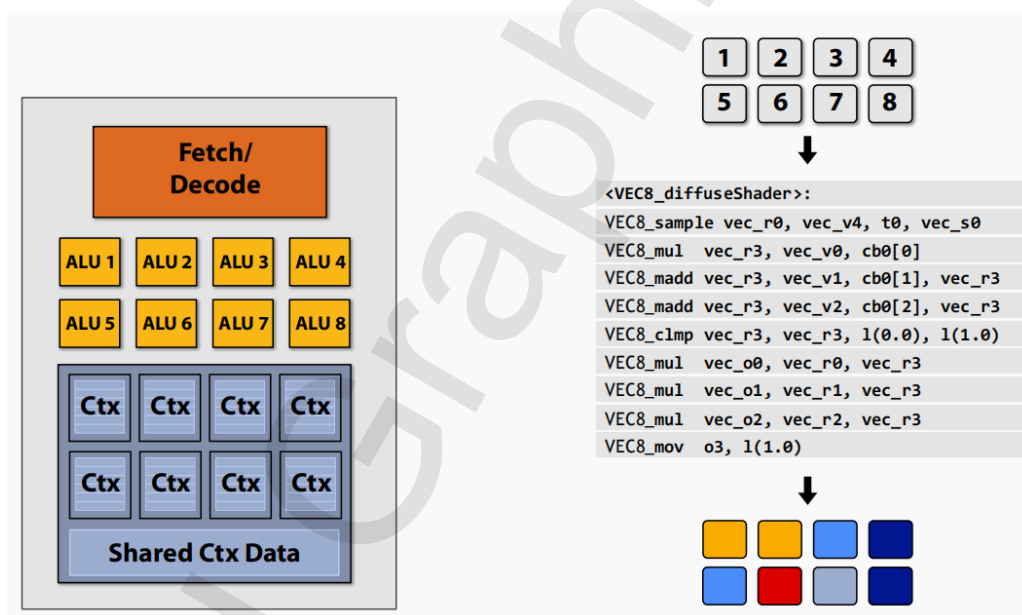 Fetch/
Decode
ALU 1 ALU 2 ALU 3 ALU 4
ALU 5 ALU 6 ALU 7 ALU 8
Ctx Ctx Ctx Ctx
Ctx Ctx Ctx Ctx
Shared Ctx Data
1 2 3 4
5 6 7 8
<VEC8_diffuseShader>:
VEC8_sample vec_r0, vec_v4, t0, vec_s0
VEC8_mul vec_r3, vec_v0, cb0[0]
VEC8_madd vec_r3, vec_v1, cb0[1], vec_r3
VEC8_madd vec_r3, vec_v2, cb0[2], vec_r3
VEC8_clmp vec_r3, vec_r3, l(0.0), l(1.0)
VEC8_mul vec_o0, vec_r0, vec_r3
VEC8_mul vec_o1, vec_r1, vec_r3
VEC8_mul vec_o2, vec_r2, vec_r3
VEC8_mov o3, l(1.0)
Graph